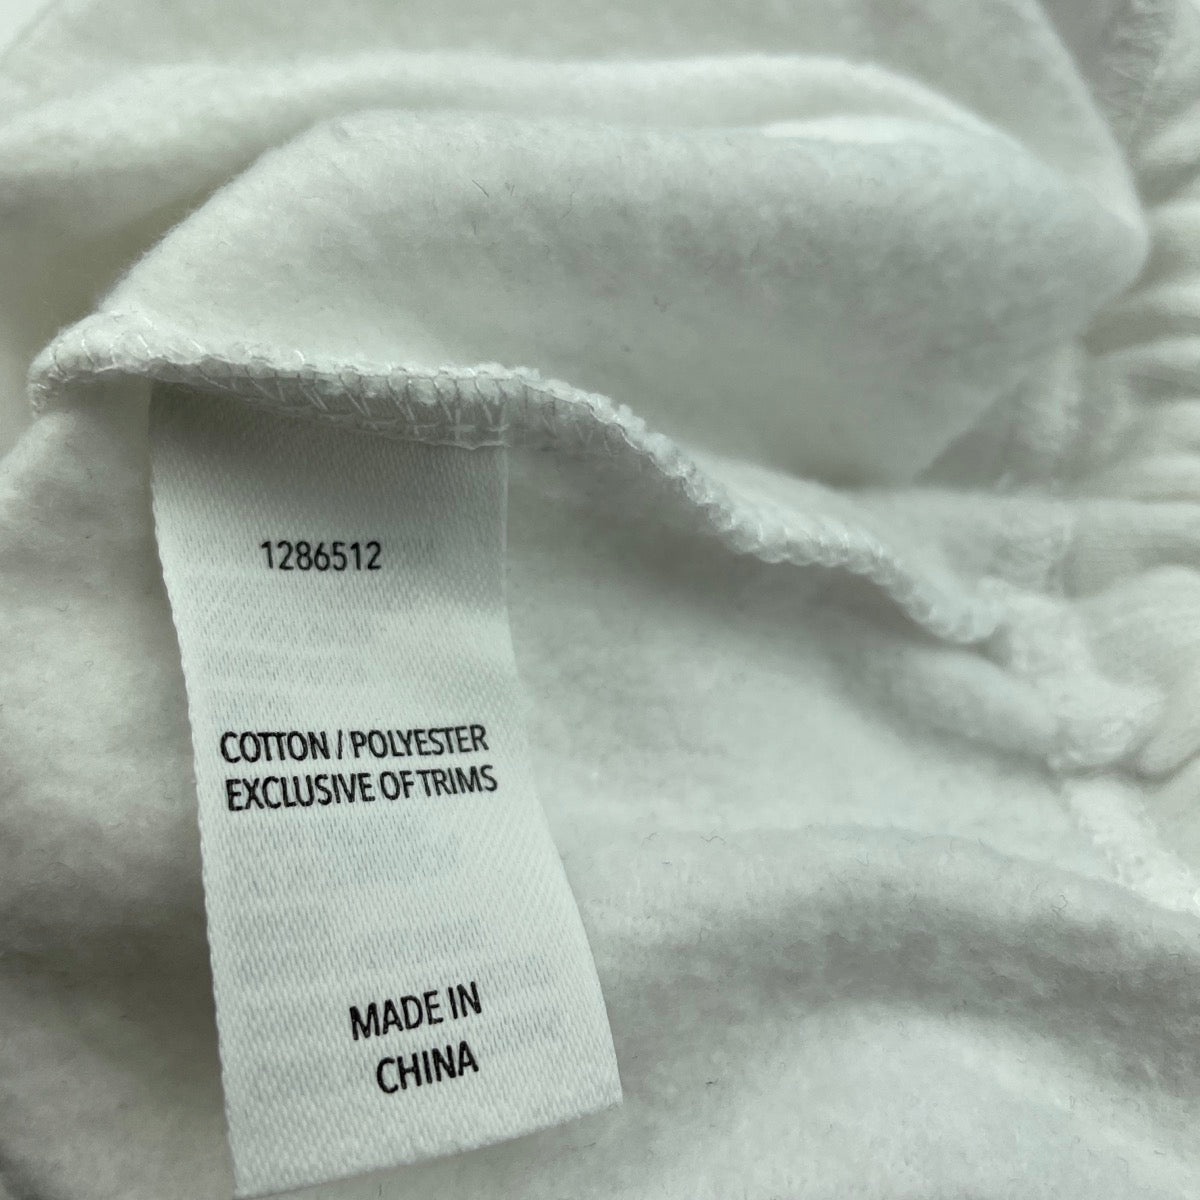 1286512
COTTON / POLYESTER
EXCLUSIVE OF TRIMS
MADE IN
CHINA